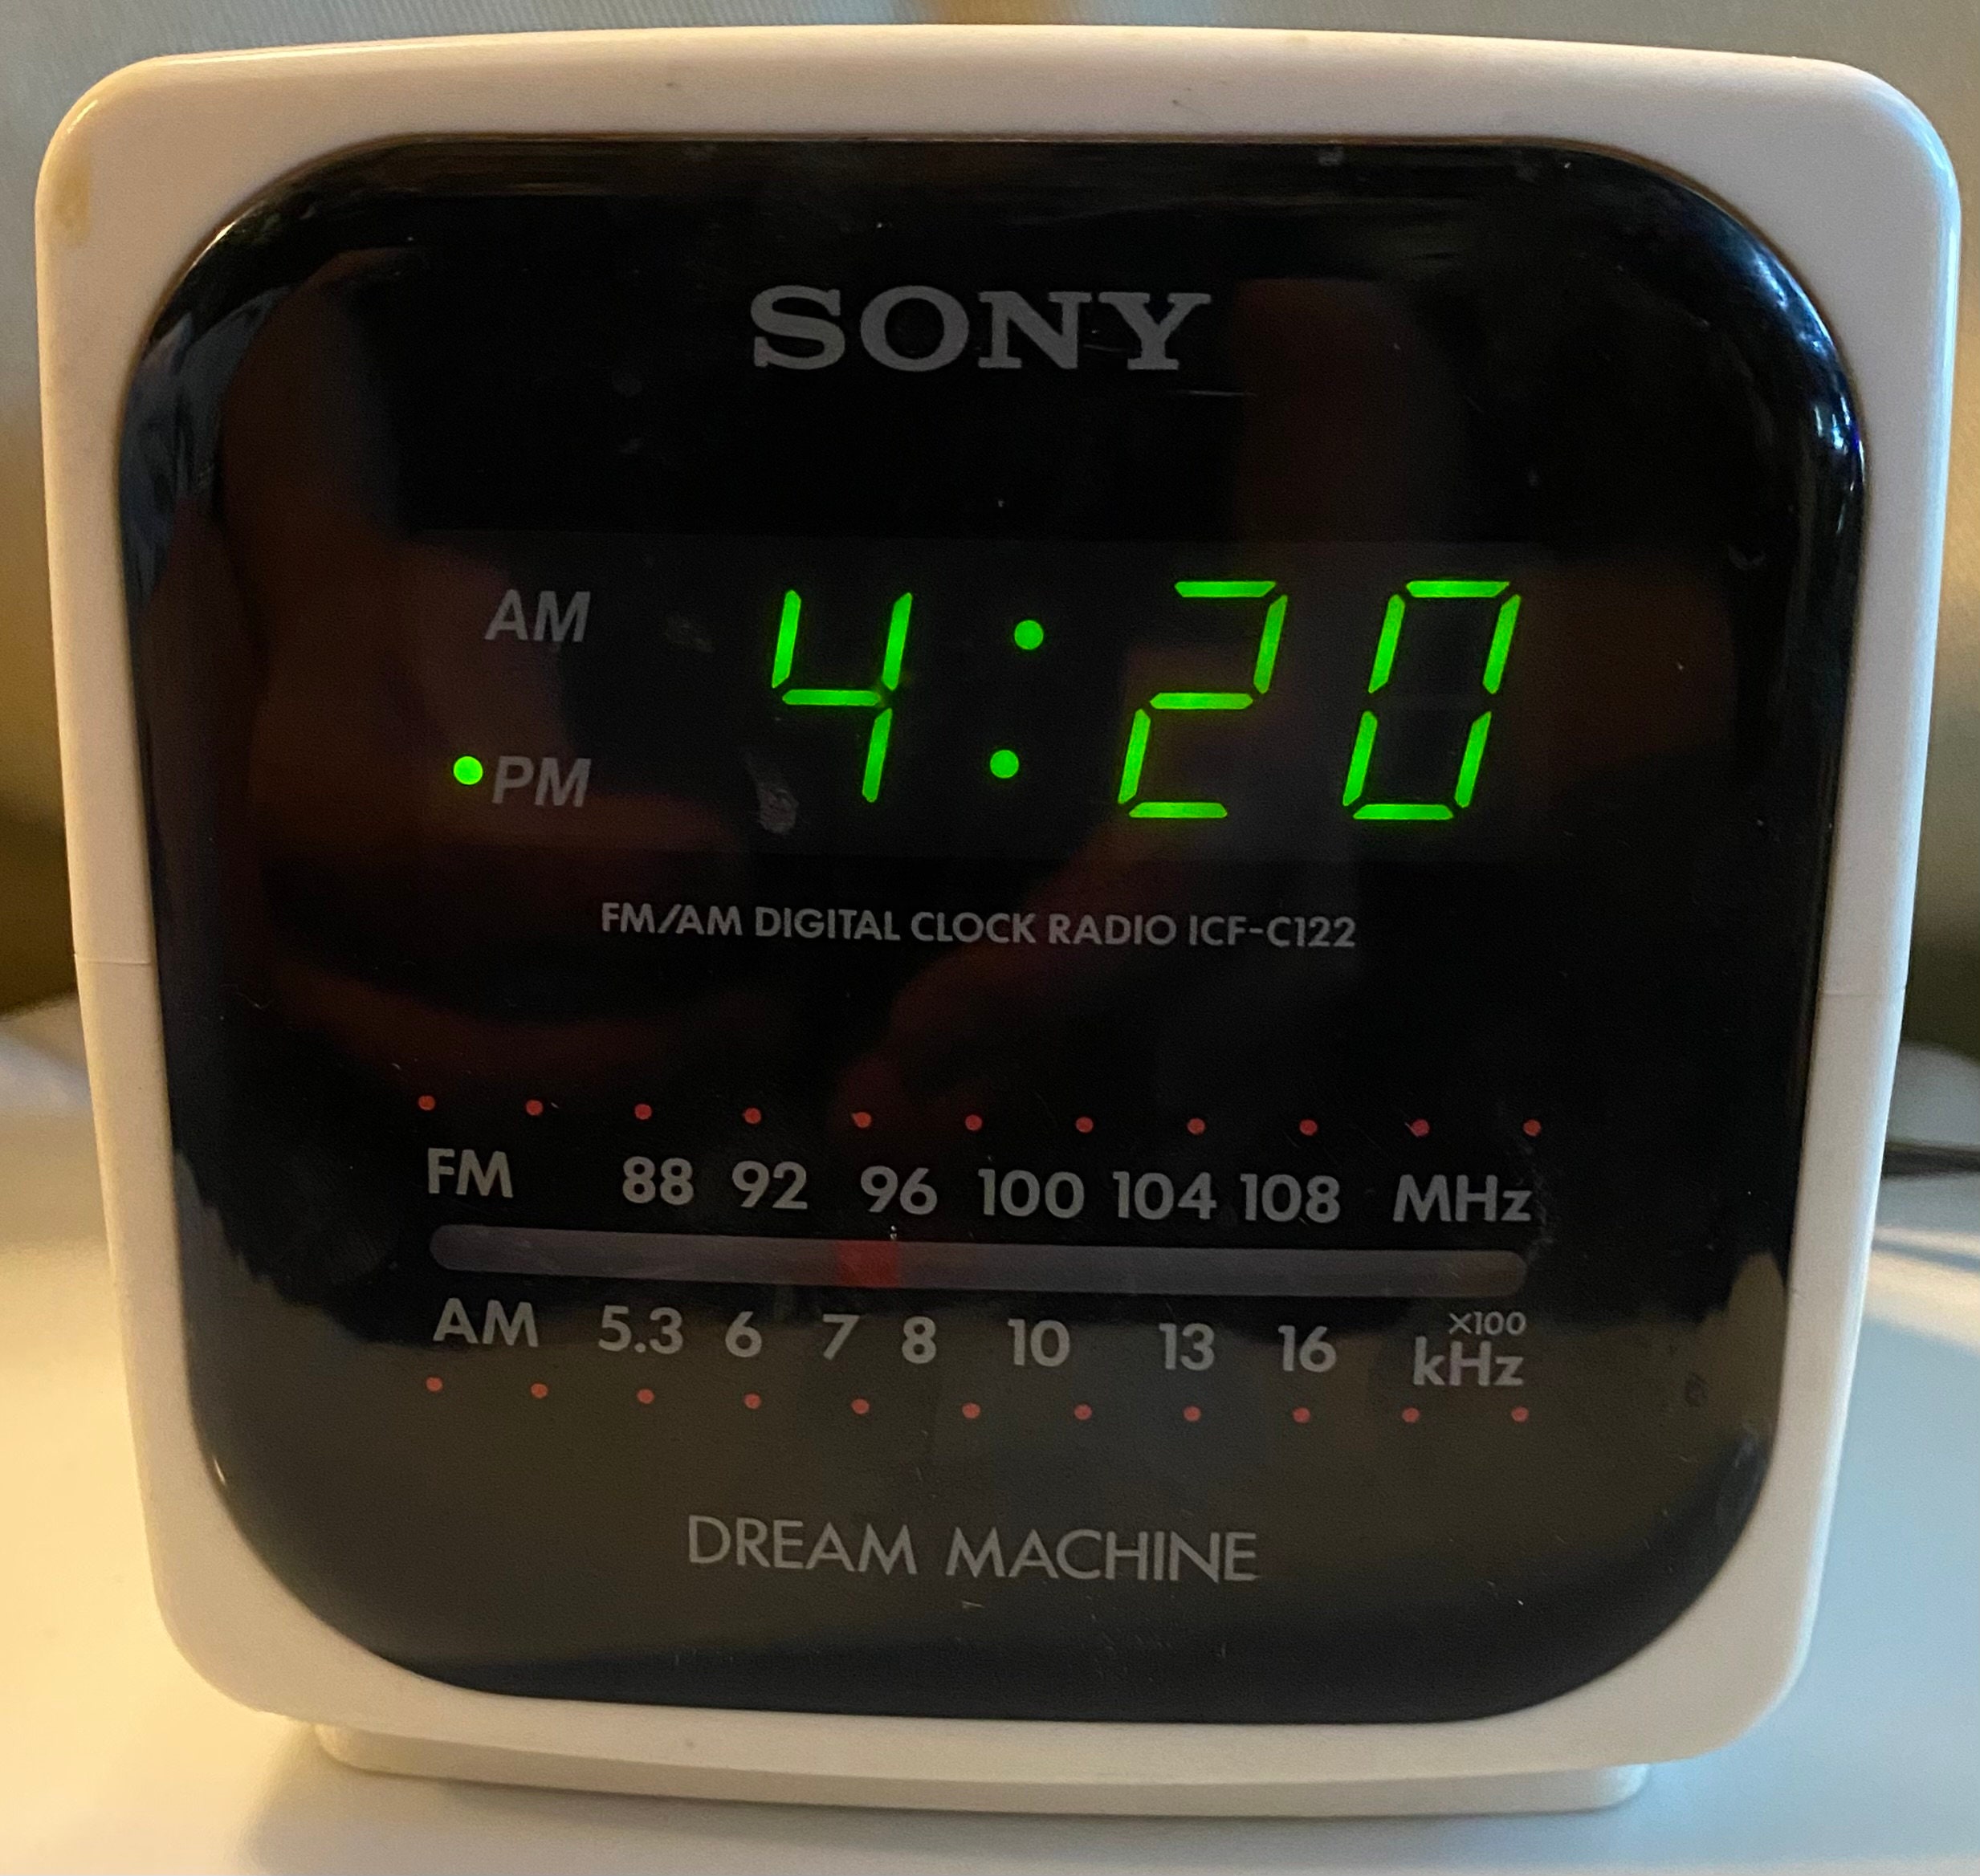 SONY
AM
4:20
PM
FM/AM DIGITAL CLOCK RADIO ICF-C122
FM 88 92 96 100 104 108 MHz
AM 5.3 6 7 8 10 13 16 ×100 kHz
DREAM MACHINE